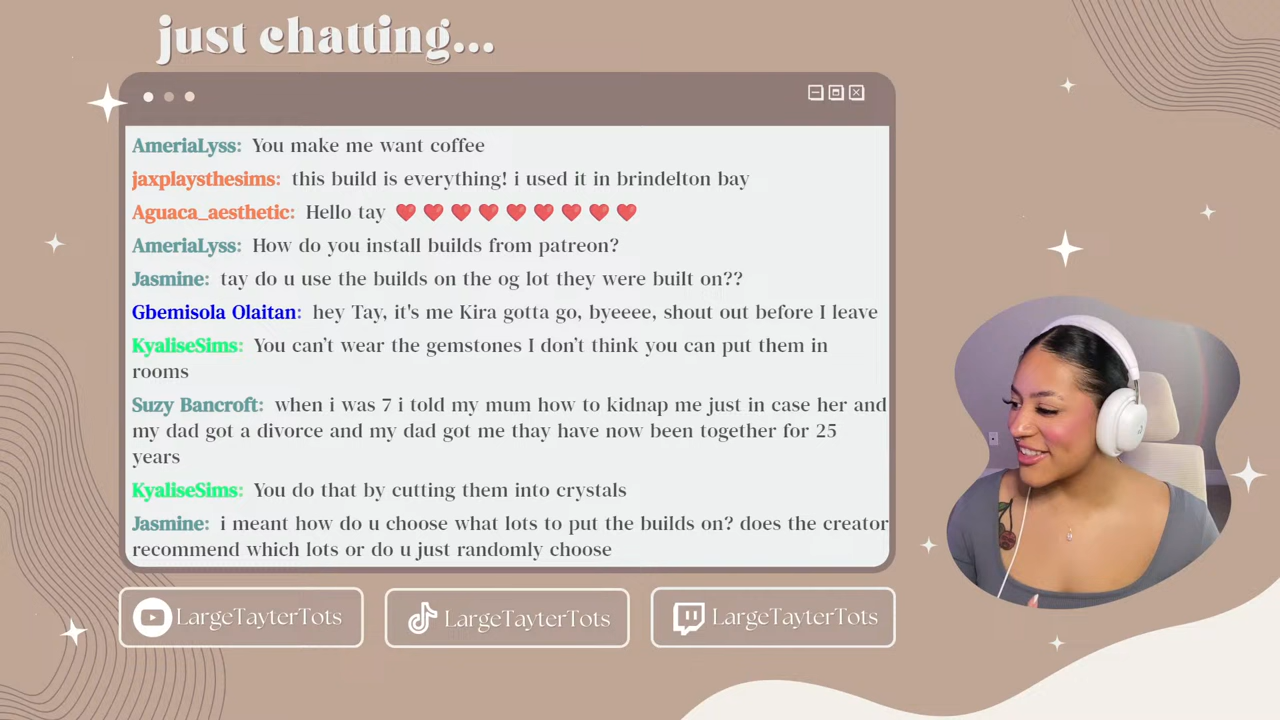 just chatting...
AmeriaLyss: You make me want coffee
jaxplaysthesims: this build is everything! i used it in brindelton bay
Aguaca_aesthetic: Hello tay ❤️ ❤️ ❤️ ❤️ ❤️ ❤️ ❤️ ❤️ ❤️
AmeriaLyss: How do you install builds from patreon?
Jasmine: tay do u use the builds on the og lot they were built on??
Gbemisola Olaitan: hey Tay, it's me Kira gotta go, byeeee, shout out before I leave
KyaliseSims: You can’t wear the gemstones I don’t think you can put them in
rooms
Suzy Bancroft: when i was 7 i told my mum how to kidnap me just in case her and
my dad got a divorce and my dad got me thay have now been together for 25
years
KyaliseSims: You do that by cutting them into crystals
Jasmine: i meant how do u choose what lots to put the builds on? does the creator
recommend which lots or do u just randomly choose
LargeTayterTots
LargeTayterTots
LargeTayterTots